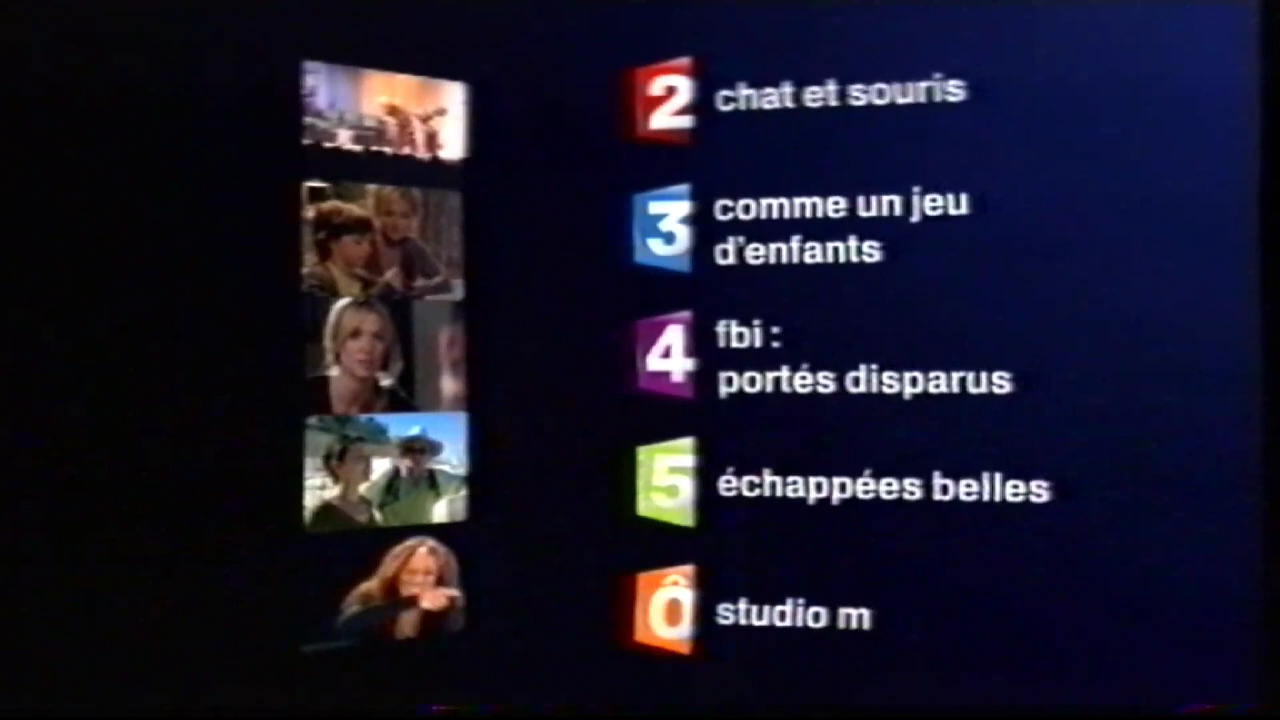 2 chat et souris
3 comme un jeu
d'enfants
4 fbi :
portés disparus
5 échappées belles
Ô studio m